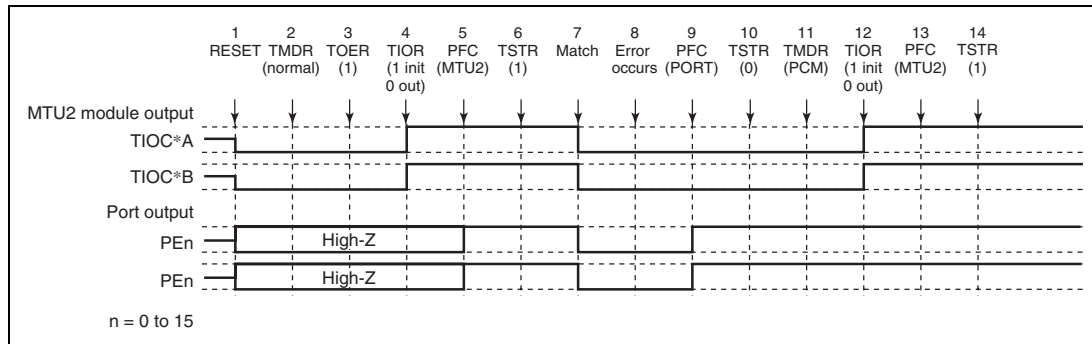 1 2 3 4 5 6 7 8 9 10 11 12 13 14
RESET TMDR TOER TIOR PFC TSTR Match Error PFC TSTR TMDR TIOR PFC TSTR
(normal) (1) (1 init (MTU2) (1) occurs (PORT) (0) (PCM) (1 init (MTU2) (1)
0 out) 0 out)
MTU2 module output
TIOC*A
TIOC*B
Port output
PEn High-Z
PEn High-Z
n = 0 to 15